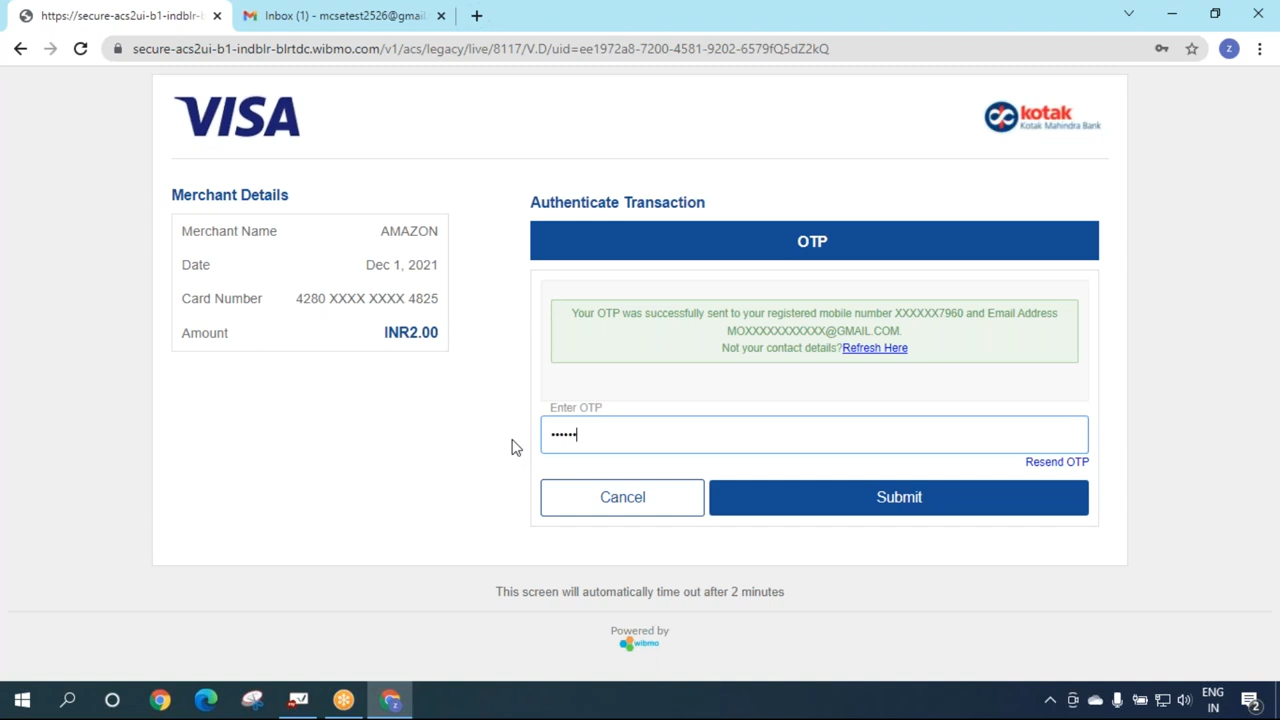 https://secure-acs2ui-b1-indblr-b
Inbox (1) - mcsetest2526@gmail.
secure-acs2ui-b1-indblr-blrtdc.wibmo.com/v1/acs/legacy/live/8117/V.D/uid=ee1972a8-7200-4581-9202-6579fQ5dZ2kQ
Z
VISA
kotak
Kotak Mahindra Bank
Merchant Details
Merchant Name AMAZON
Date Dec 1, 2021
Card Number 4280 XXXX XXXX 4825
Amount INR2.00
Authenticate Transaction
OTP
Your OTP was successfully sent to your registered mobile number XXXXXX7960 and Email Address
MOXXXXXXXXXXX@GMAIL.COM.
Not your contact details?Refresh Here
Enter OTP
••••••
Resend OTP
Cancel
Submit
This screen will automatically time out after 2 minutes
Powered by
wibmo
ENG
IN
2